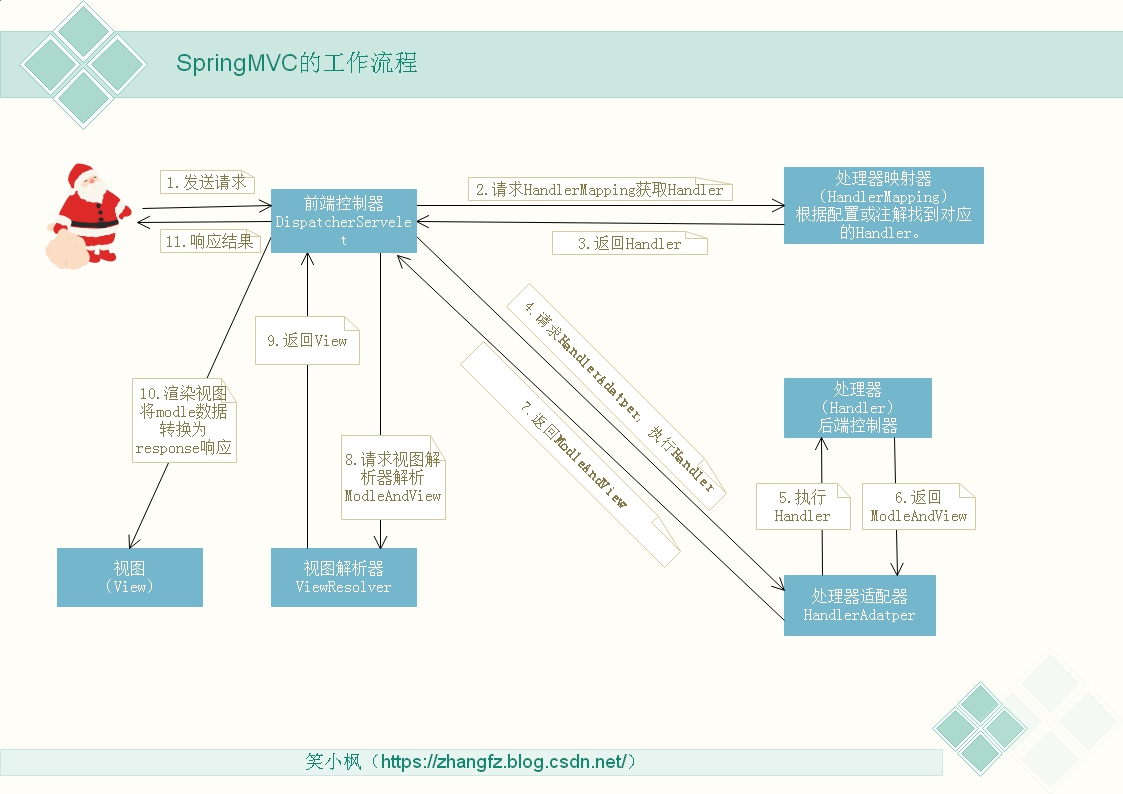 SpringMVC的工作流程
1.发送请求
前端控制器
DispatcherServele
t
2.请求HandlerMapping获取Handler
处理器映射器
(HandlerMapping)
根据配置或注解找到对应
的Handler。
11.响应结果
3.返回Handler
4.请求HandlerAdatper，执行Handler
9.返回View
7.返回ModleAndView
10.渲染视图
将modle数据
转换为
response响应
8.请求视图解
析器解析
ModleAndView
处理器
（Handler）
后端控制器
5.执行
Handler
6.返回
ModleAndView
视图
（View）
视图解析器
ViewResolver
处理器适配器
HandlerAdatper
笑小枫（https://zhangfz.blog.csdn.net/）